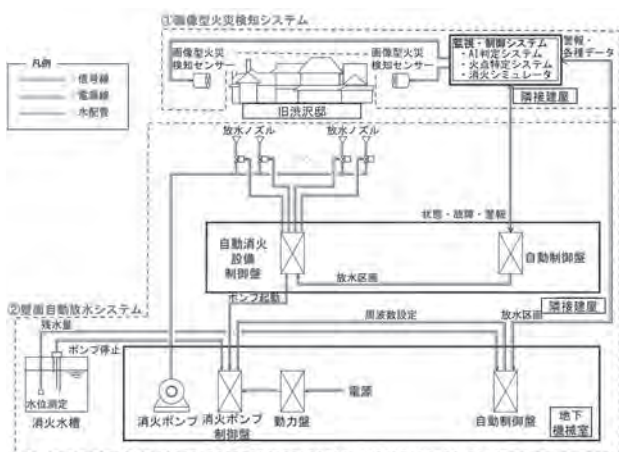 ①画像型火災検知システム
凡例
信号線
電源線
水配管
画像型火災
検知センサー
画像型火災
検知センサー
監視・制御システム
・AI判定システム
・火点特定システム
・消火シミュレータ
警報・
各種データ
隣接建屋
旧渋沢邸
放水ノズル
放水ノズル
状態・故障・警報
自動消火
設備
制御盤
自動制御盤
放水区画
ポンプ起動
②壁面自動放水システム
隣接建屋
残水量
周波数設定
放水区画
ポンプ停止
水位測定
消火水槽
消火ポンプ
消火ポンプ
制御盤
動力盤
電源
自動制御盤
地下
機械室